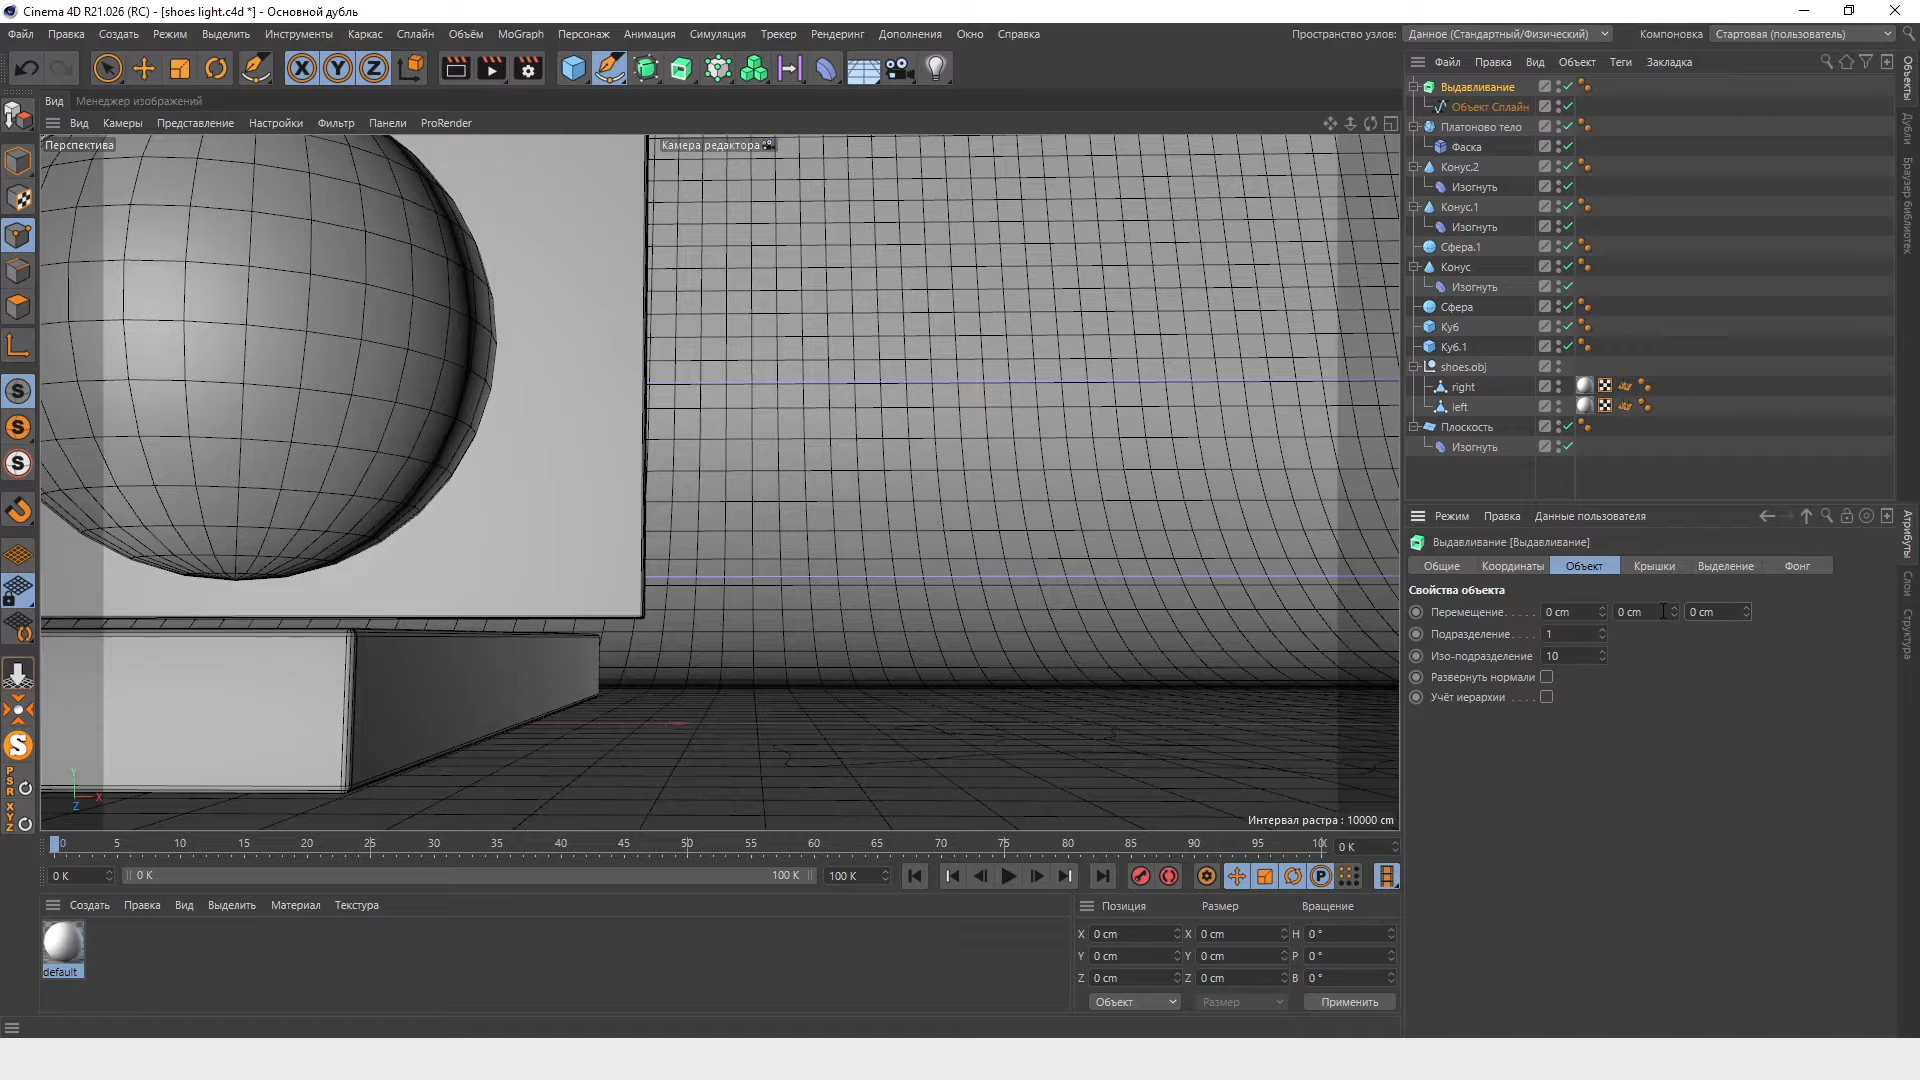 Cinema 4D R21.026 (RC) - [shoes light.c4d *] - Основной дубль
Файл Правка Создать Режим Выделить Инструменты Каркас Сплайн Объём MoGraph Персонаж Анимация Симуляция Трекер Рендеринг Дополнения Окно Справка Пространство узлов: Данное (Стандартный/Физический) Компоновка Стартовая (пользователь)
X Y Z
Файл Правка Вид Объект Теги Закладка
Объекты
Дубли
Браузер библиотек
Вид Менеджер изображений
Вид Камеры Представление Настройки Фильтр Панели ProRender
Перспектива Камера редактора
Выдавливание
Объект Сплайн
Платоново тело
Фаска
Конус.2
Изогнуть
Конус.1
Изогнуть
Сфера.1
Конус
Изогнуть
Сфера
Куб
Куб.1
shoes.obj
right
left
Плоскость
Изогнуть
S
S
S
S
P
S
R
X
Y
Z
Режим Правка Данные пользователя
Атрибуты
Слои
Структура
Выдавливание [Выдавливание]
Общие Координаты Объект Крышки Выделение Фонг
Свойства объекта
Перемещение . . . . . 0 cm 0 cm 0 cm
Подразделение . . . . 1
Изо-подразделение 10
Развернуть нормали
Учёт иерархии . . . .
Y
X
Z
Интервал растра : 10000 cm
0 5 10 15 20 25 30 35 40 45 50 55 60 65 70 75 80 85 90 95 100 0 K
0 K 0 K 100 K 100 K P
Создать Правка Вид Выделить Материал Текстура
default
Позиция Размер Вращение
X 0 cm X 0 cm H 0 °
Y 0 cm Y 0 cm P 0 °
Z 0 cm Z 0 cm B 0 °
Объект Размер Применить